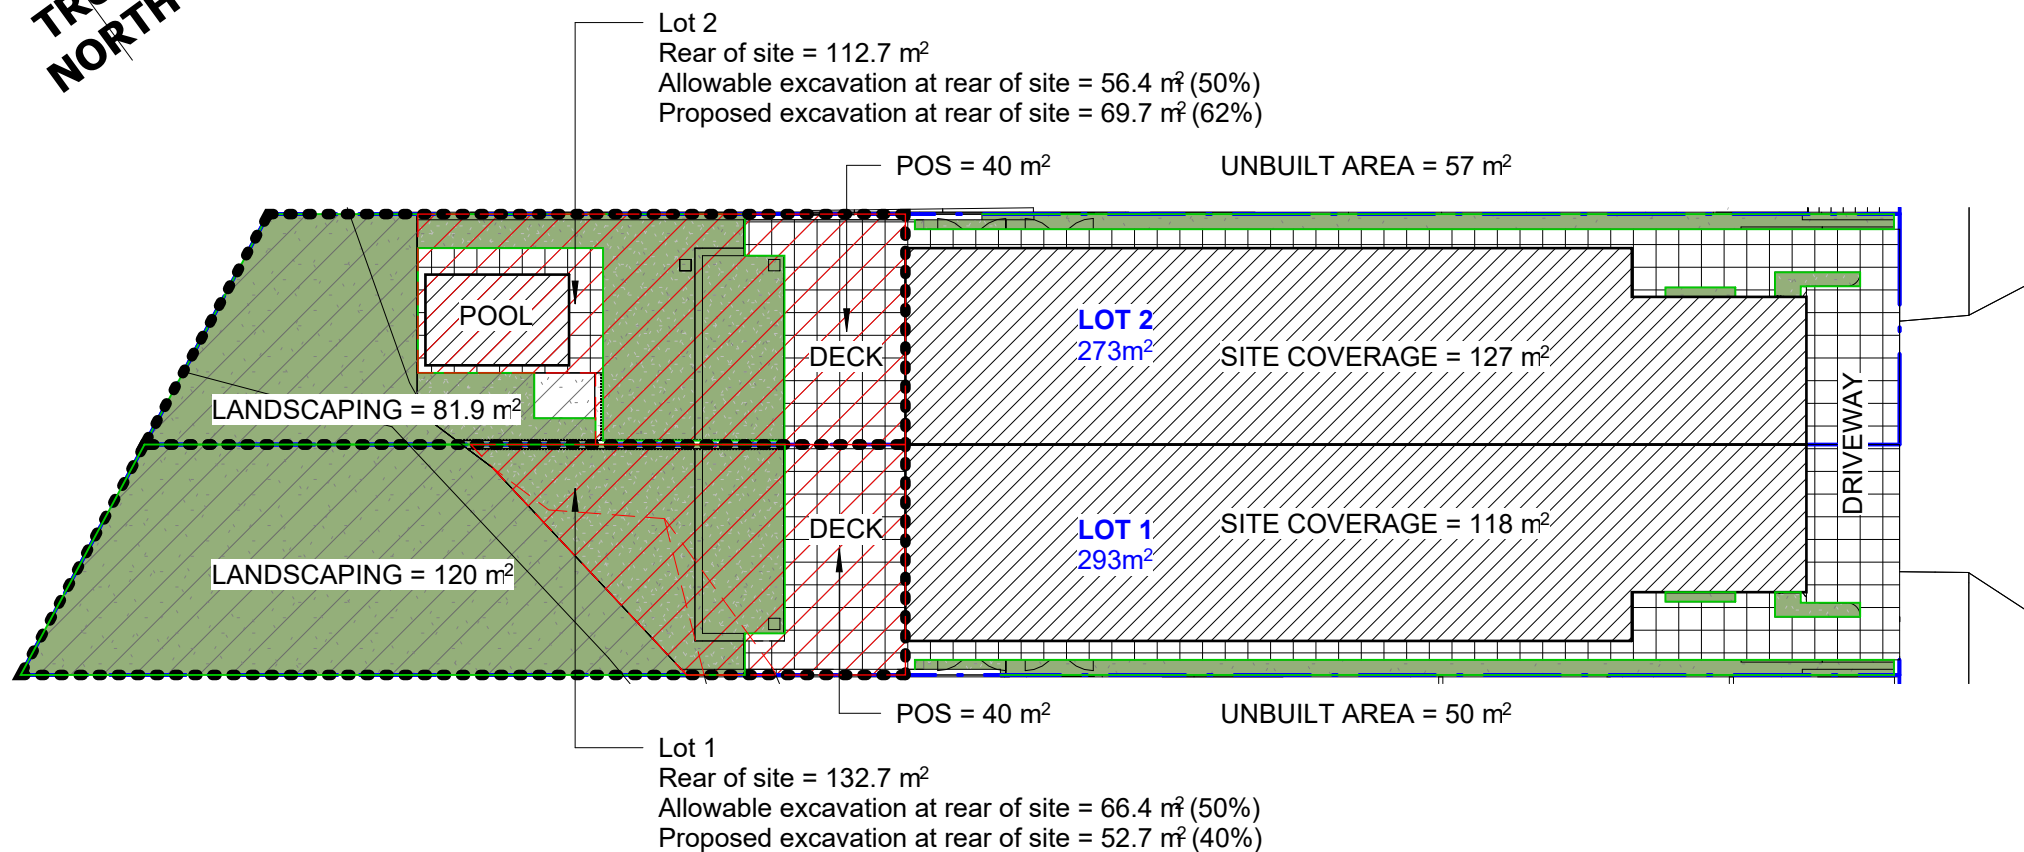 NORTH
Lot 2
Rear of site = 112.7 m²
Allowable excavation at rear of site = 56.4 m² (50%)
Proposed excavation at rear of site = 69.7 m² (62%)
POS = 40 m²
UNBUILT AREA = 57 m²
POOL
LOT 2
273m²
DECK
SITE COVERAGE = 127 m²
LANDSCAPING = 81.9 m²
DRIVEWAY
DECK
LOT 1
293m²
SITE COVERAGE = 118 m²
LANDSCAPING = 120 m²
POS = 40 m²
UNBUILT AREA = 50 m²
Lot 1
Rear of site = 132.7 m²
Allowable excavation at rear of site = 66.4 m² (50%)
Proposed excavation at rear of site = 52.7 m² (40%)